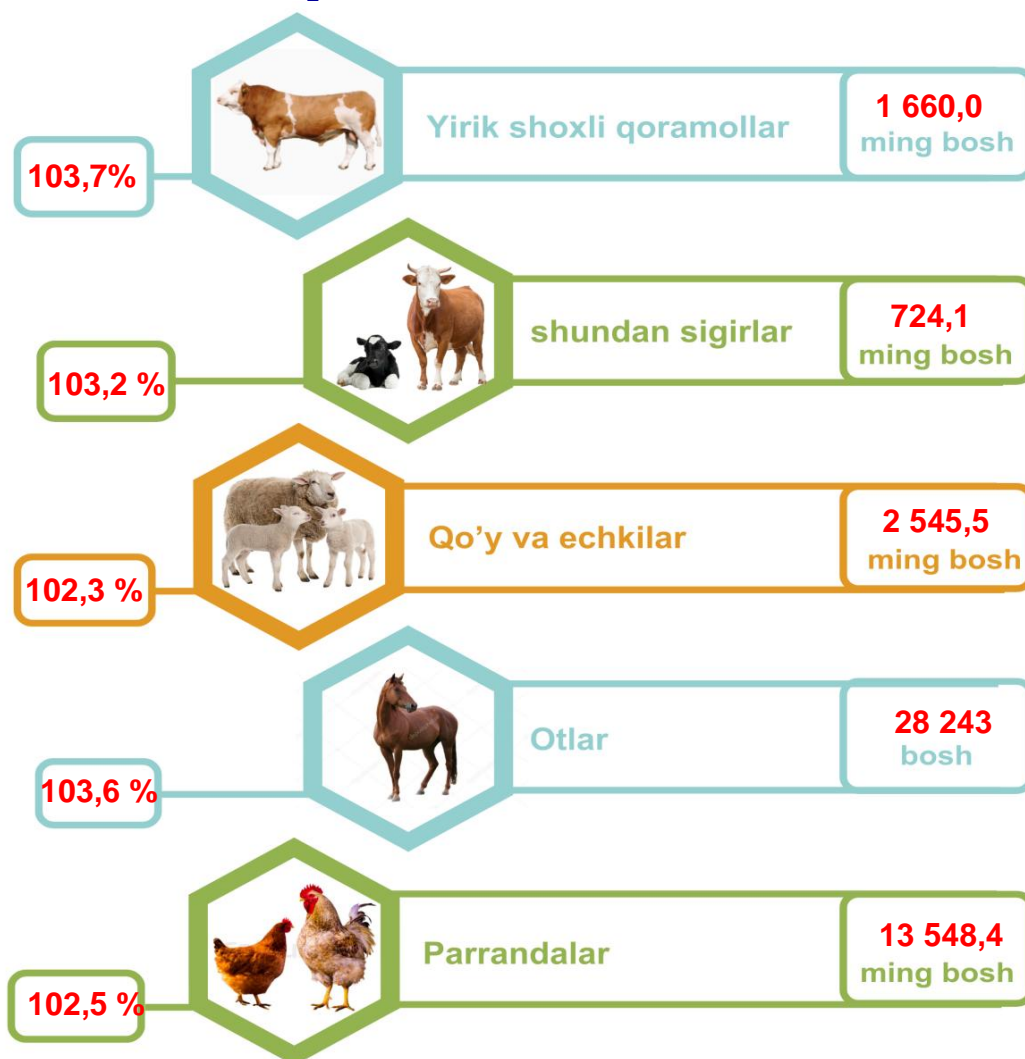 Yirik shoxli qoramollar
1 660,0
ming bosh
103,7%
shundan sigirlar
724,1
ming bosh
103,2 %
Qo'y va echkilar
2 545,5
ming bosh
102,3 %
Otlar
28 243
bosh
103,6 %
Parrandalar
13 548,4
ming bosh
102,5 %